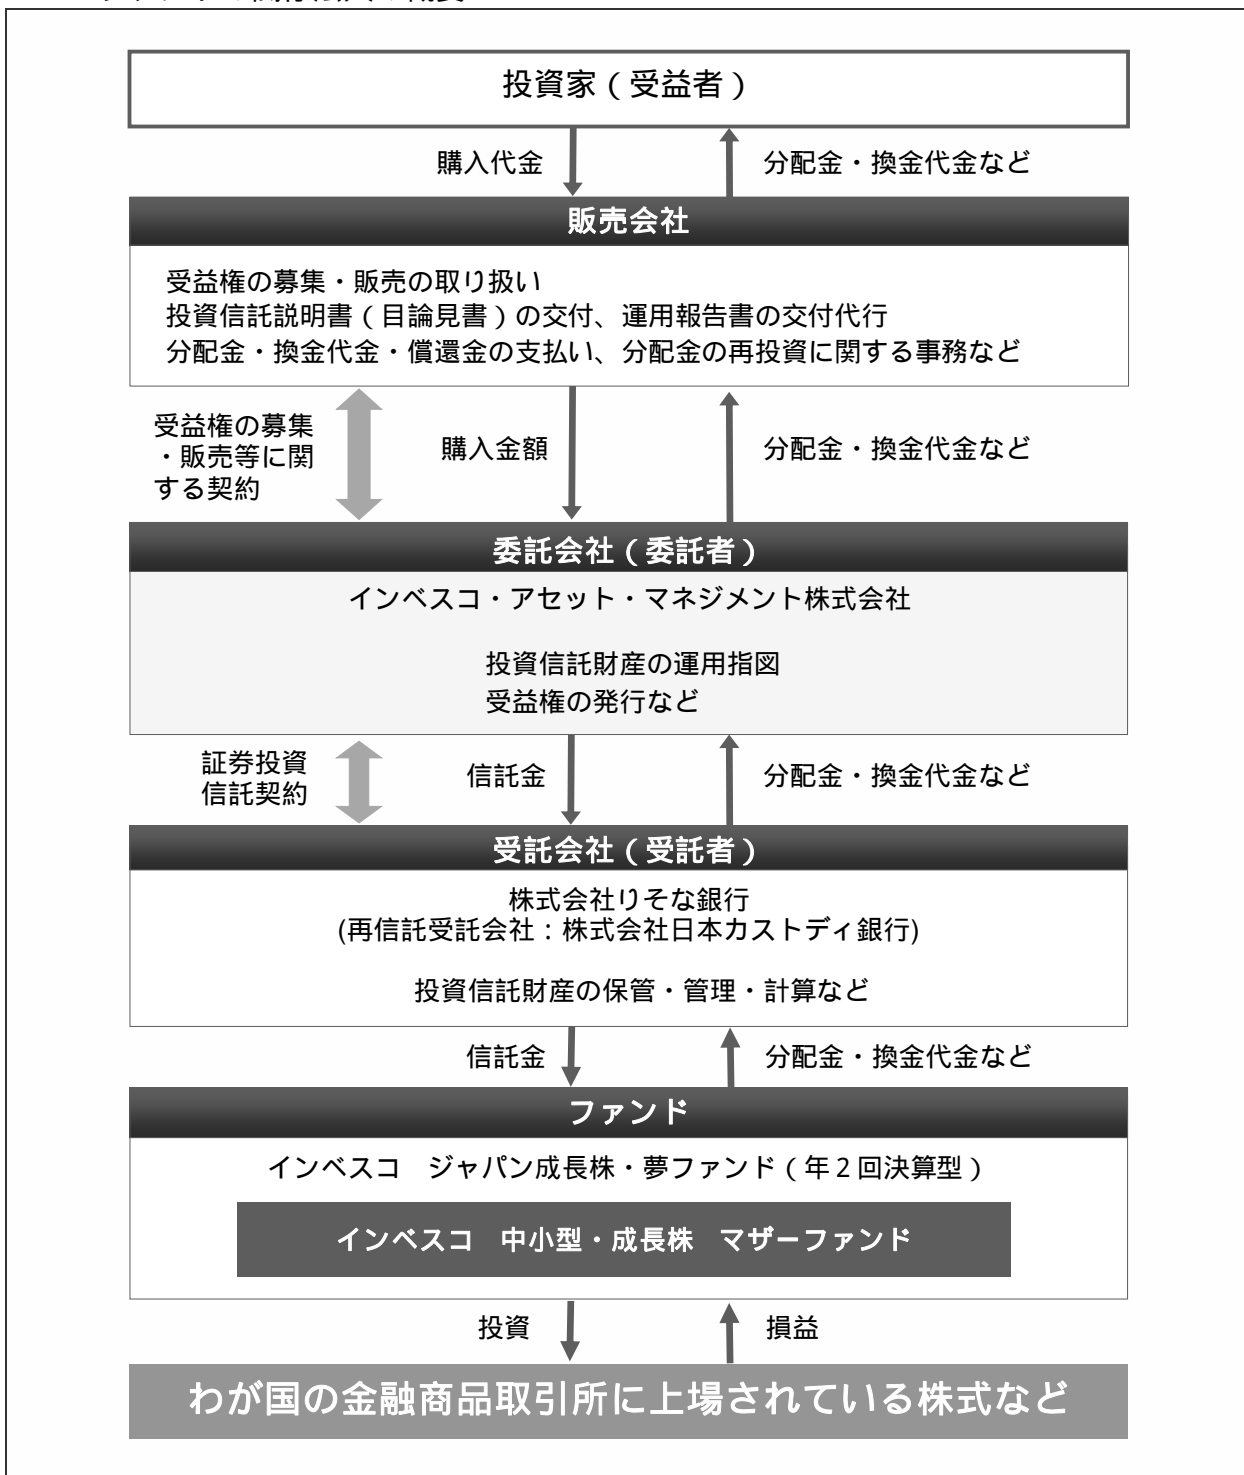 投資家（受益者）
購入代金
分配金・換金代金など
販売会社
受益権の募集・販売の取り扱い
投資信託説明書（目論見書）の交付、運用報告書の交付代行
分配金・換金代金・償還金の支払い、分配金の再投資に関する事務など
受益権の募集
・販売等に関
する契約
購入金額
分配金・換金代金など
委託会社（委託者）
インベスコ・アセット・マネジメント株式会社
投資信託財産の運用指図
受益権の発行など
証券投資
信託契約
信託金
分配金・換金代金など
受託会社（受託者）
株式会社りそな銀行
(再信託受託会社：株式会社日本カストディ銀行)
投資信託財産の保管・管理・計算など
信託金
分配金・換金代金など
ファンド
インベスコ　ジャパン成長株・夢ファンド（年２回決算型）
インベスコ　中小型・成長株　マザーファンド
投資
損益
わが国の金融商品取引所に上場されている株式など